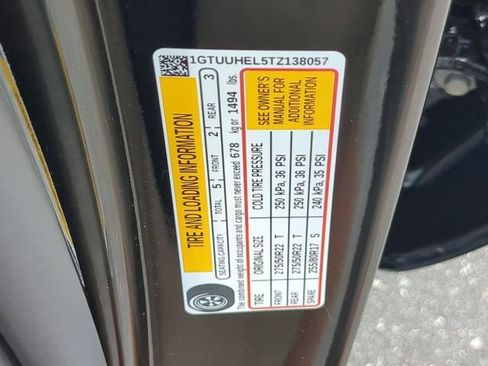 1GTUUHEL5TZ138057
TIRE AND LOADING INFORMATION
SEATING CAPACITY TOTAL 5 FRONT 2 REAR 3
The combined weight of occupants and cargo must never exceed 678 kg or 1494 lbs.
TIRE ORIGINAL SIZE COLD TIRE PRESSURE
FRONT 275/50R22 T 250 kPa, 36 PSI
REAR 275/50R22 T 250 kPa, 36 PSI
SPARE 255/80R17 S 240 kPa, 35 PSI
SEE OWNER'S
MANUAL FOR
ADDITIONAL
INFORMATION